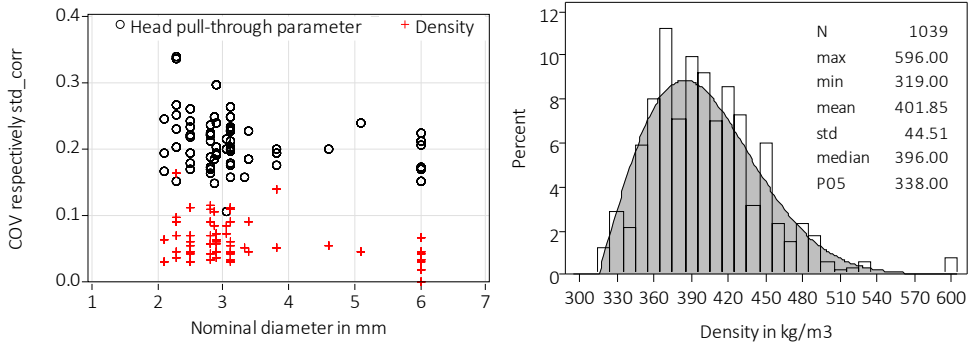 0.4
Head pull-through parameter
Density
0.3
0.2
0.1
0.0
COV respectively std_corr
1 2 3 4 5 6 7
Nominal diameter in mm
12
10
8
6
4
2
0
Percent
N 1039
max 596.00
min 319.00
mean 401.85
std 44.51
median 396.00
P05 338.00
300 330 360 390 420 450 480 510 540 570 600
Density in kg/m3